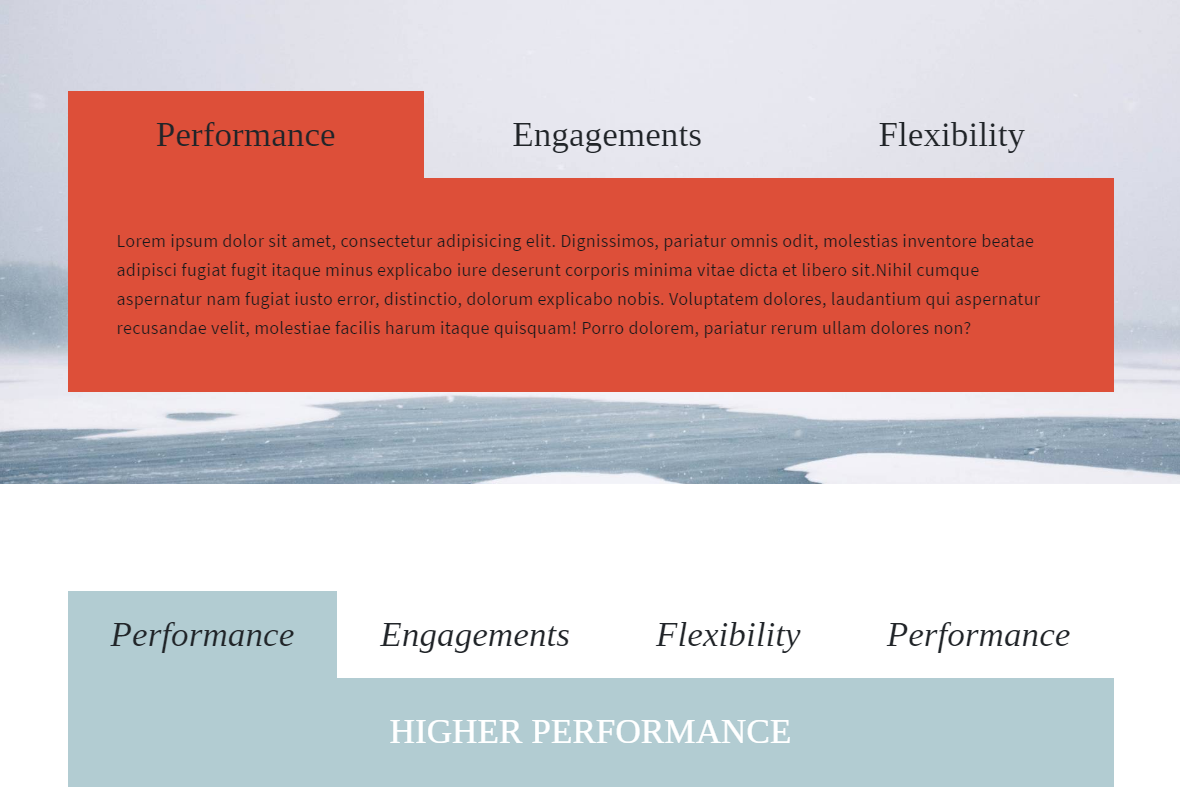 Performance Engagements Flexibility
Lorem ipsum dolor sit amet, consectetur adipisicing elit. Dignissimos, pariatur omnis odit, molestias inventore beatae
adipisci fugiat fugit itaque minus explicabo iure deserunt corporis minima vitae dicta et libero sit.Nihil cumque
aspernatur nam fugiat iusto error, distinctio, dolorum explicabo nobis. Voluptatem dolores, laudantium qui aspernatur
recusandae velit, molestiae facilis harum itaque quisquam! Porro dolorem, pariatur rerum ullam dolores non?
Performance Engagements Flexibility Performance
HIGHER PERFORMANCE